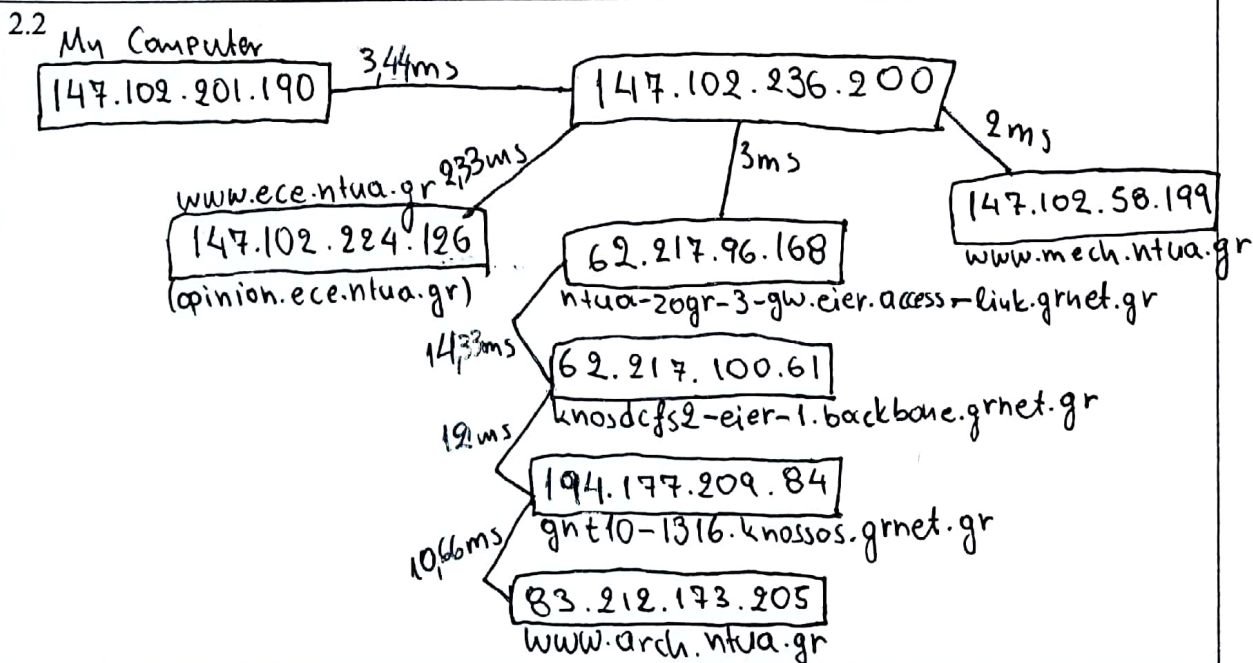 2.2
My Computer
147.102.201.190
3,44ms
147.102.236.200
2,33ms
3ms
2ms
www.ece.ntua.gr
147.102.224.126
(opinion.ece.ntua.gr)
62.217.96.168
ntua-zogr-3-gw.eier.access-link.grnet.gr
147.102.58.199
www.mech.ntua.gr
14,33ms
62.217.100.61
knosdcfs2-eier-1.backbone.grnet.gr
12ms
194.177.209.84
gnt10-1316.knossos.grnet.gr
10,66ms
83.212.173.205
www.arch.ntua.gr